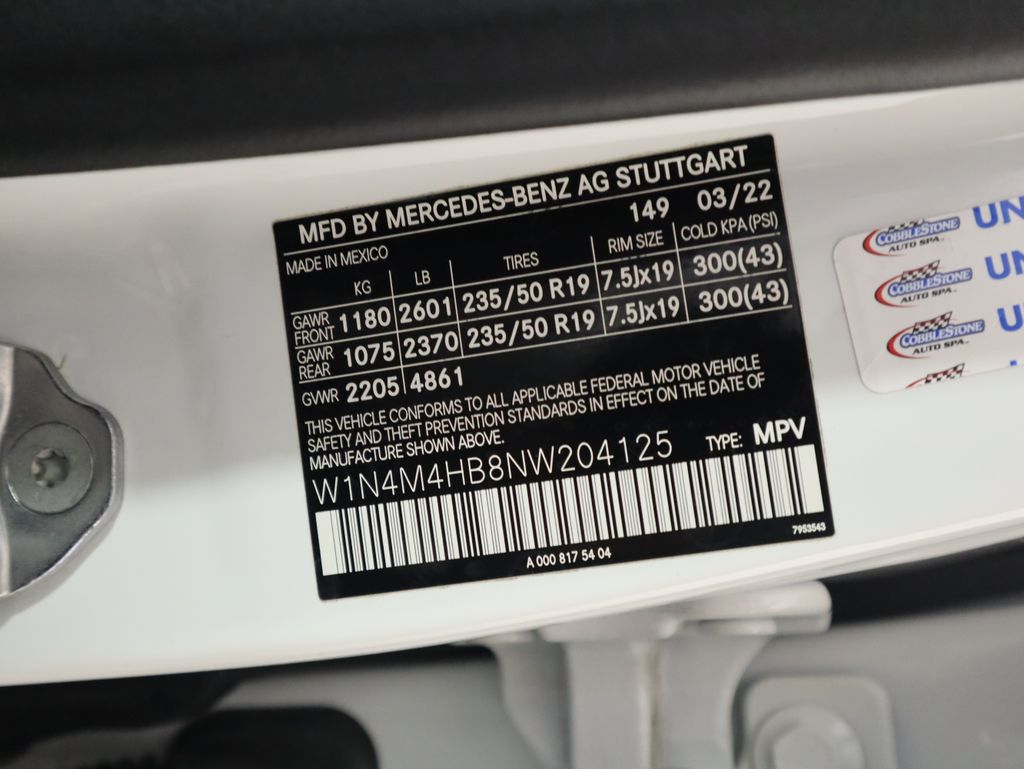 MFD BY MERCEDES-BENZ AG STUTTGART
149 03/22
MADE IN MEXICO
KG LB TIRES RIM SIZE COLD KPA (PSI)
GAWR FRONT 1180 2601 235/50 R19 7.5Jx19 300(43)
GAWR REAR 1075 2370 235/50 R19 7.5Jx19 300(43)
GVWR 2205 4861
THIS VEHICLE CONFORMS TO ALL APPLICABLE FEDERAL MOTOR VEHICLE
SAFETY AND THEFT PREVENTION STANDARDS IN EFFECT ON THE DATE OF
MANUFACTURE SHOWN ABOVE.
W1N4M4HB8NW204125 TYPE: MPV
7953543
A 000 817 54 04
COBBLESTONE UN
AUTO SPA
COBBLESTONE UN
AUTO SPA
COBBLESTONE U
AUTO SPA